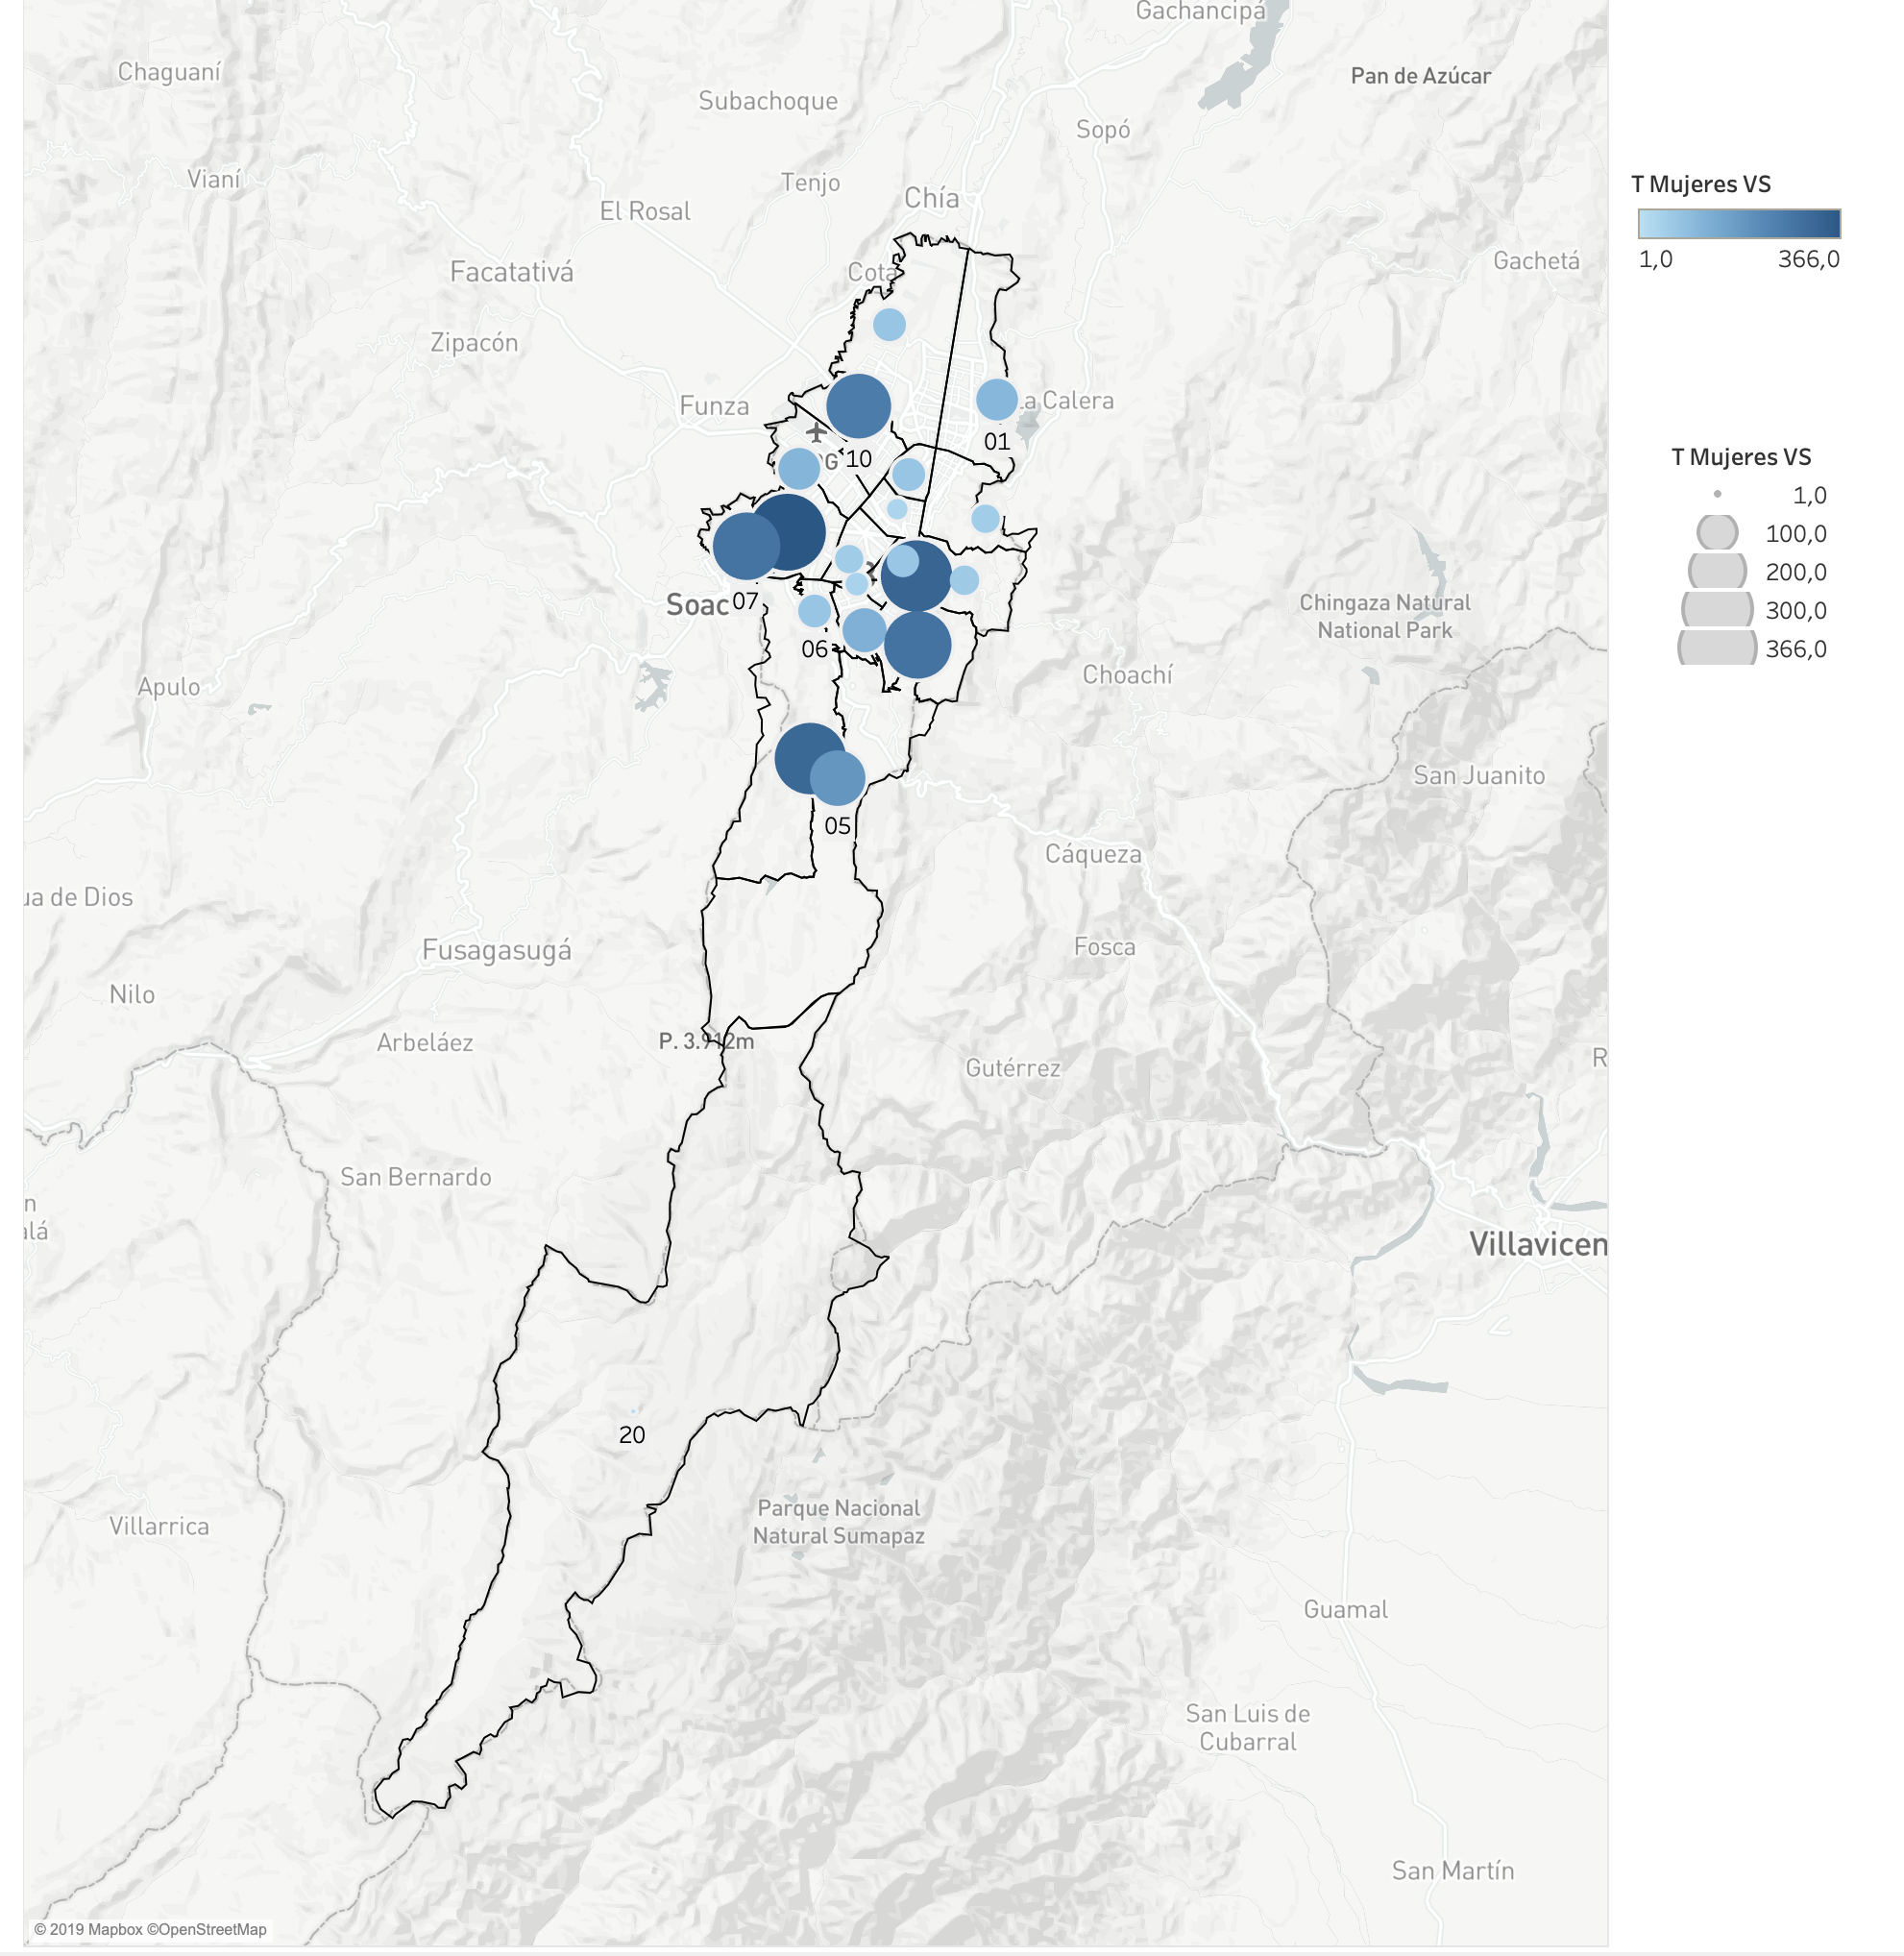 Gachancipá
Chaguaní
Pan de Azúcar
Subachoque
Sopó
Vianí
Tenjo
Chía
El Rosal
T Mujeres VS
1,0
366,0
Facatativá
Cota
Gachetá
Zipacón
Funza
La Calera
01
10
G
T Mujeres VS
1,0
100,0
200,0
300,0
366,0
Soac
07
06
Chingaza Natural
National Park
Apulo
Choachí
San Juanito
05
Cáqueza
ua de Dios
Fusagasugá
Fosca
Nilo
Arbeláez
P. 3.912m
Gutérrez
R
San Bernardo
n
alá
Villavicen
20
Parque Nacional
Natural Sumapaz
Villarrica
Guamal
San Luis de
Cubarral
San Martín
© 2019 Mapbox ©OpenStreetMap